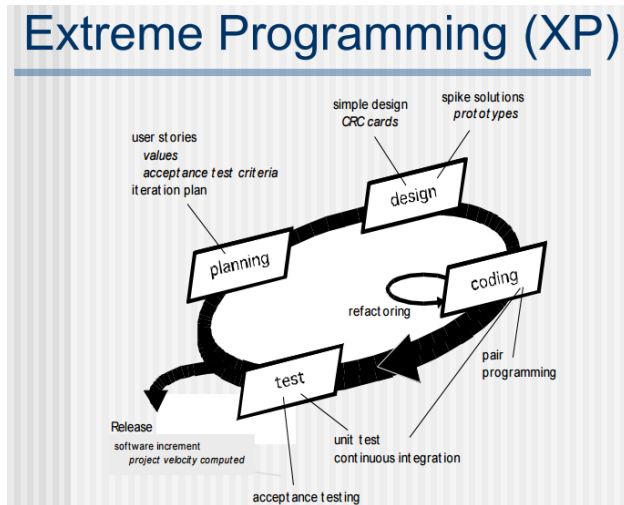 Extreme Programming (XP)
spike solutions
prototypes
simple design
CRC cards
user stories
values
acceptance test criteria
iteration plan
design
planning
coding
refactoring
pair
programming
test
Release
software increment
project velocity computed
unit test
continuous integration
acceptance testing